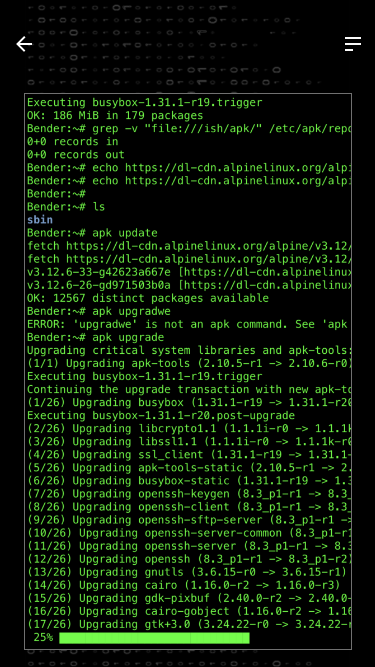 Executing busybox-1.31.1-r19.trigger
OK: 186 MiB in 179 packages
Bender:~# grep -v "file:///ish/apk/" /etc/apk/repo
0+0 records in
0+0 records out
Bender:~# echo https://dl-cdn.alpinelinux.org/alpi
Bender:~# echo https://dl-cdn.alpinelinux.org/alpi
Bender:~#
Bender:~# ls
sbin
Bender:~# apk update
fetch https://dl-cdn.alpinelinux.org/alpine/v3.12/
fetch https://dl-cdn.alpinelinux.org/alpine/v3.12/
v3.12.6-33-g42623a667e [https://dl-cdn.alpinelinux
v3.12.6-26-gd971503b0a [https://dl-cdn.alpinelinux
OK: 12567 distinct packages available
Bender:~# apk upgradwe
ERROR: 'upgradwe' is not an apk command. See 'apk
Bender:~# apk upgrade
Upgrading critical system libraries and apk-tools:
(1/1) Upgrading apk-tools (2.10.5-r1 -> 2.10.6-r0)
Executing busybox-1.31.1-r19.trigger
Continuing the upgrade transaction with new apk-to
(1/26) Upgrading busybox (1.31.1-r19 -> 1.31.1-r20
Executing busybox-1.31.1-r20.post-upgrade
(2/26) Upgrading libcrypto1.1 (1.1.1i-r0 -> 1.1.1k
(3/26) Upgrading libssl1.1 (1.1.1i-r0 -> 1.1.1k-r0
(4/26) Upgrading ssl_client (1.31.1-r19 -> 1.31.1-
(5/26) Upgrading apk-tools-static (2.10.5-r1 -> 2.
(6/26) Upgrading busybox-static (1.31.1-r19 -> 1.3
(7/26) Upgrading openssh-keygen (8.3_p1-r1 -> 8.3_
(8/26) Upgrading openssh-client (8.3_p1-r1 -> 8.3_
(9/26) Upgrading openssh-sftp-server (8.3_p1-r1 ->
(10/26) Upgrading openssh-server-common (8.3_p1-r1
(11/26) Upgrading openssh-server (8.3_p1-r1 -> 8.3
(12/26) Upgrading openssh (8.3_p1-r1 -> 8.3_p1-r2)
(13/26) Upgrading gnutls (3.6.15-r0 -> 3.6.15-r1)
(14/26) Upgrading cairo (1.16.0-r2 -> 1.16.0-r3)
(15/26) Upgrading gdk-pixbuf (2.40.0-r2 -> 2.40.0-
(16/26) Upgrading cairo-gobject (1.16.0-r2 -> 1.16
(17/26) Upgrading gtk+3.0 (3.24.22-r0 -> 3.24.22-r
25%